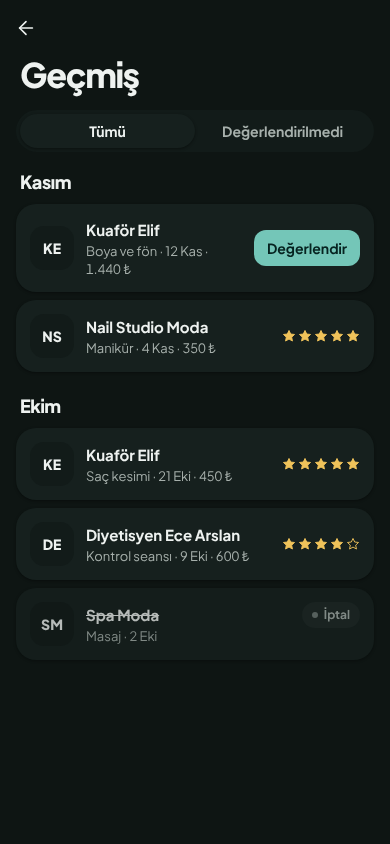 Geçmiş
Tümü
Değerlendirilmedi
Kasım
KE
Kuaför Elif
Boya ve fön · 12 Kas ·
1.440 ₺
Değerlendir
NS
Nail Studio Moda
Manikür · 4 Kas · 350 ₺
Ekim
KE
Kuaför Elif
Saç kesimi · 21 Eki · 450 ₺
DE
Diyetisyen Ece Arslan
Kontrol seansı · 9 Eki · 600 ₺
SM
Spa Moda
Masaj · 2 Eki
İptal